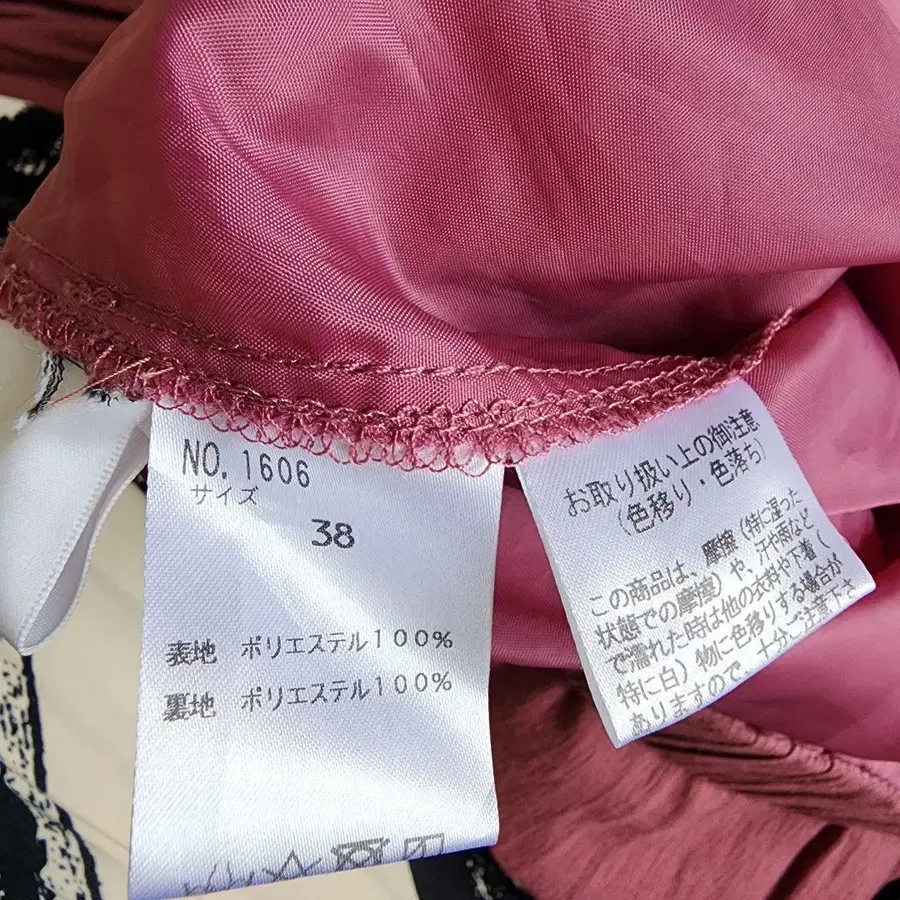 NO.1606
サイズ
38
表地 ポリエステル100%
裏地 ポリエステル100%
お取り扱い上の御注意
(色移り・色落ち)
この商品は、摩擦(特に湿った
状態での摩擦)や、汗や雨など
で濡れた時は他の衣料や下着(
特に白)物に色移りする場合が
ありますので、十分ご注意下さ